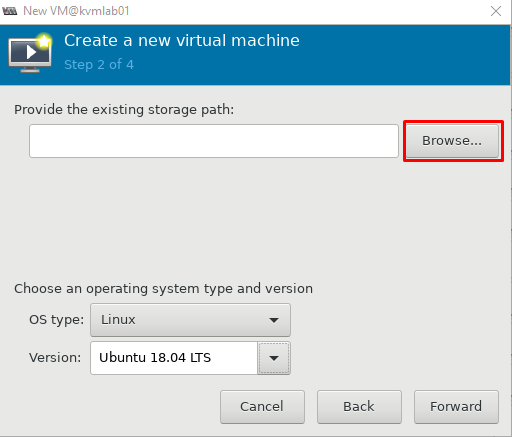 New VM@kvmlab01
Create a new virtual machine
Step 2 of 4
Provide the existing storage path:
Browse...
Choose an operating system type and version
OS type: Linux
Version: Ubuntu 18.04 LTS
Cancel Back Forward